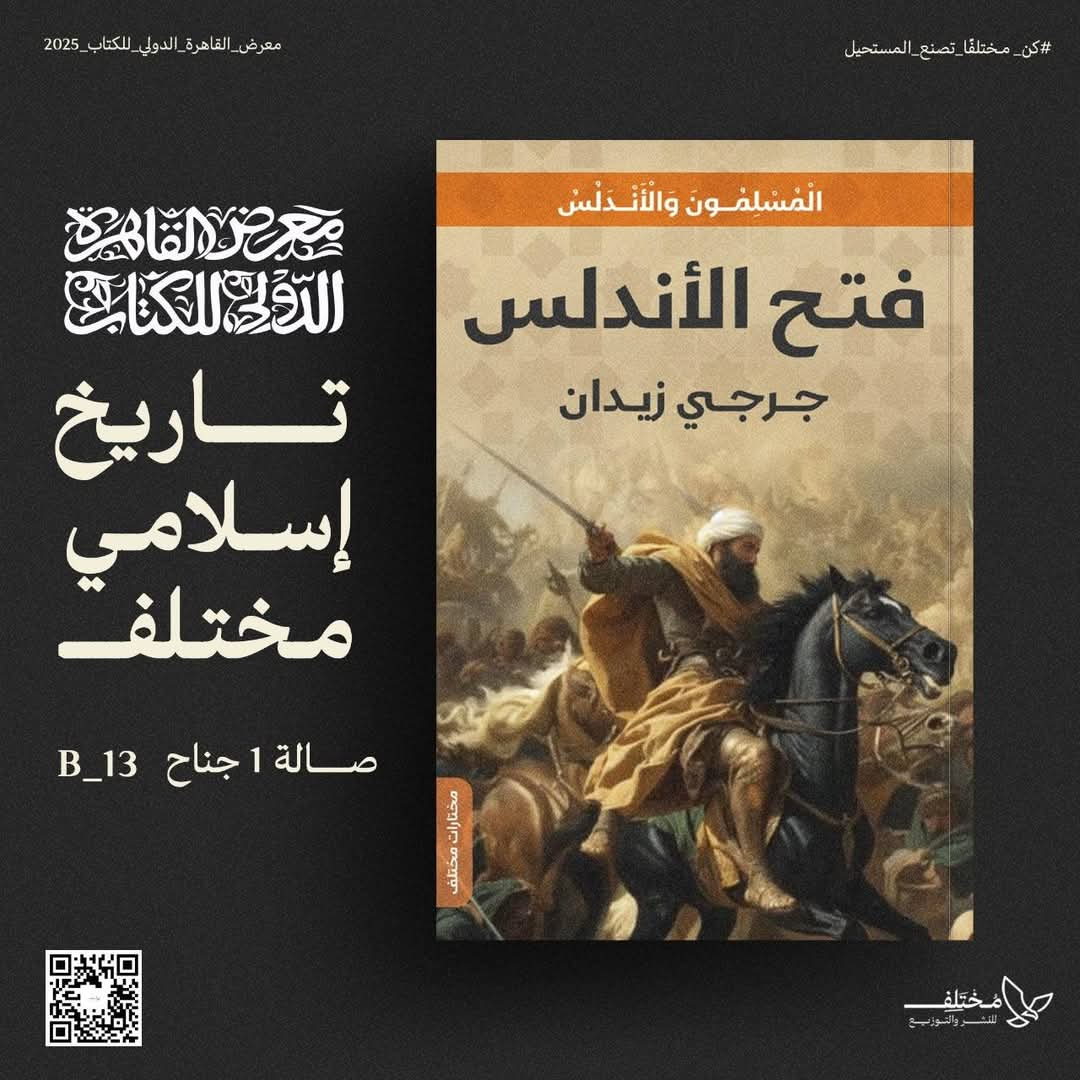 #كن_ مختلفًا_تصنع_المستحيل
معرض_القاهرة_الدولي_للكتاب_2025
معرض القاهرة
الدولي للكتاب
تاريخ
إسلامي
مختلف
صالة 1 جناح B_13
الْمُسْلِمُونَ وَالْأَنْدَلُسُ
فتح الأندلس
جرجي زيدان
مختارات مختلف
مُخْتَلِف
للنشر والتوزيع